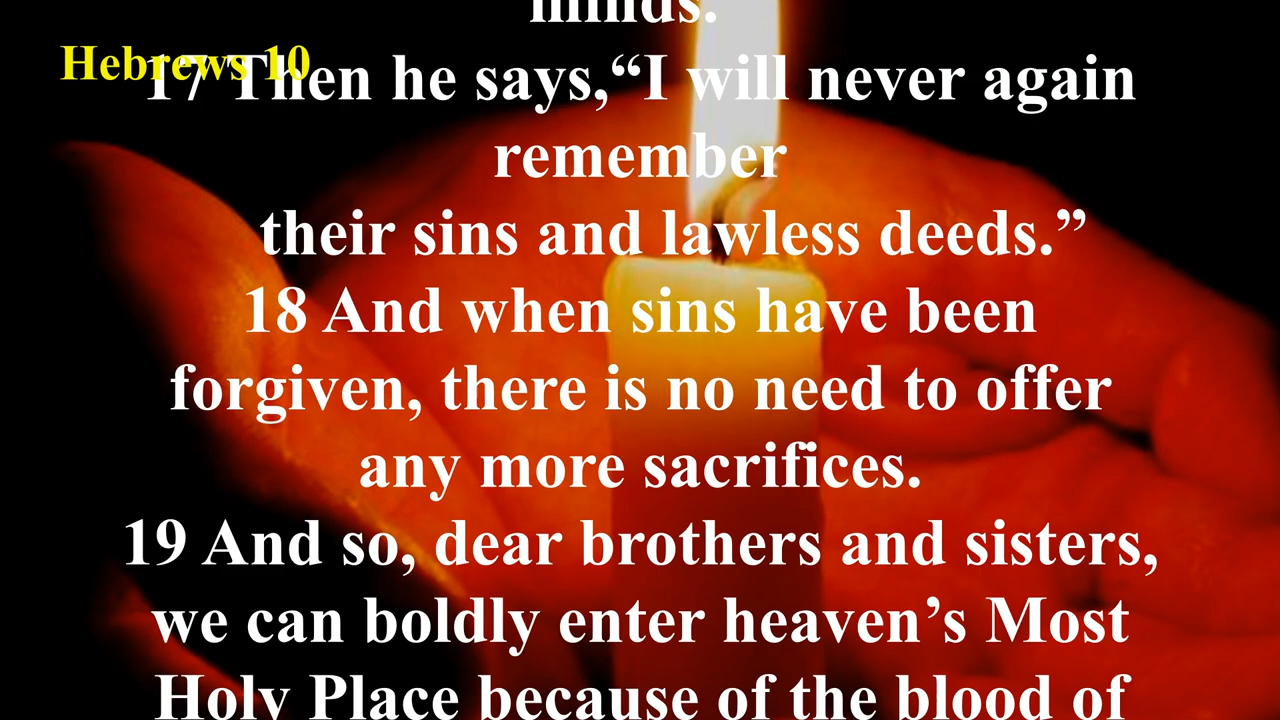 minds.
Hebrews 10
17 Then he says,“I will never again
remember
their sins and lawless deeds.”
18 And when sins have been
forgiven, there is no need to offer
any more sacrifices.
19 And so, dear brothers and sisters,
we can boldly enter heaven’s Most
Holy Place because of the blood of